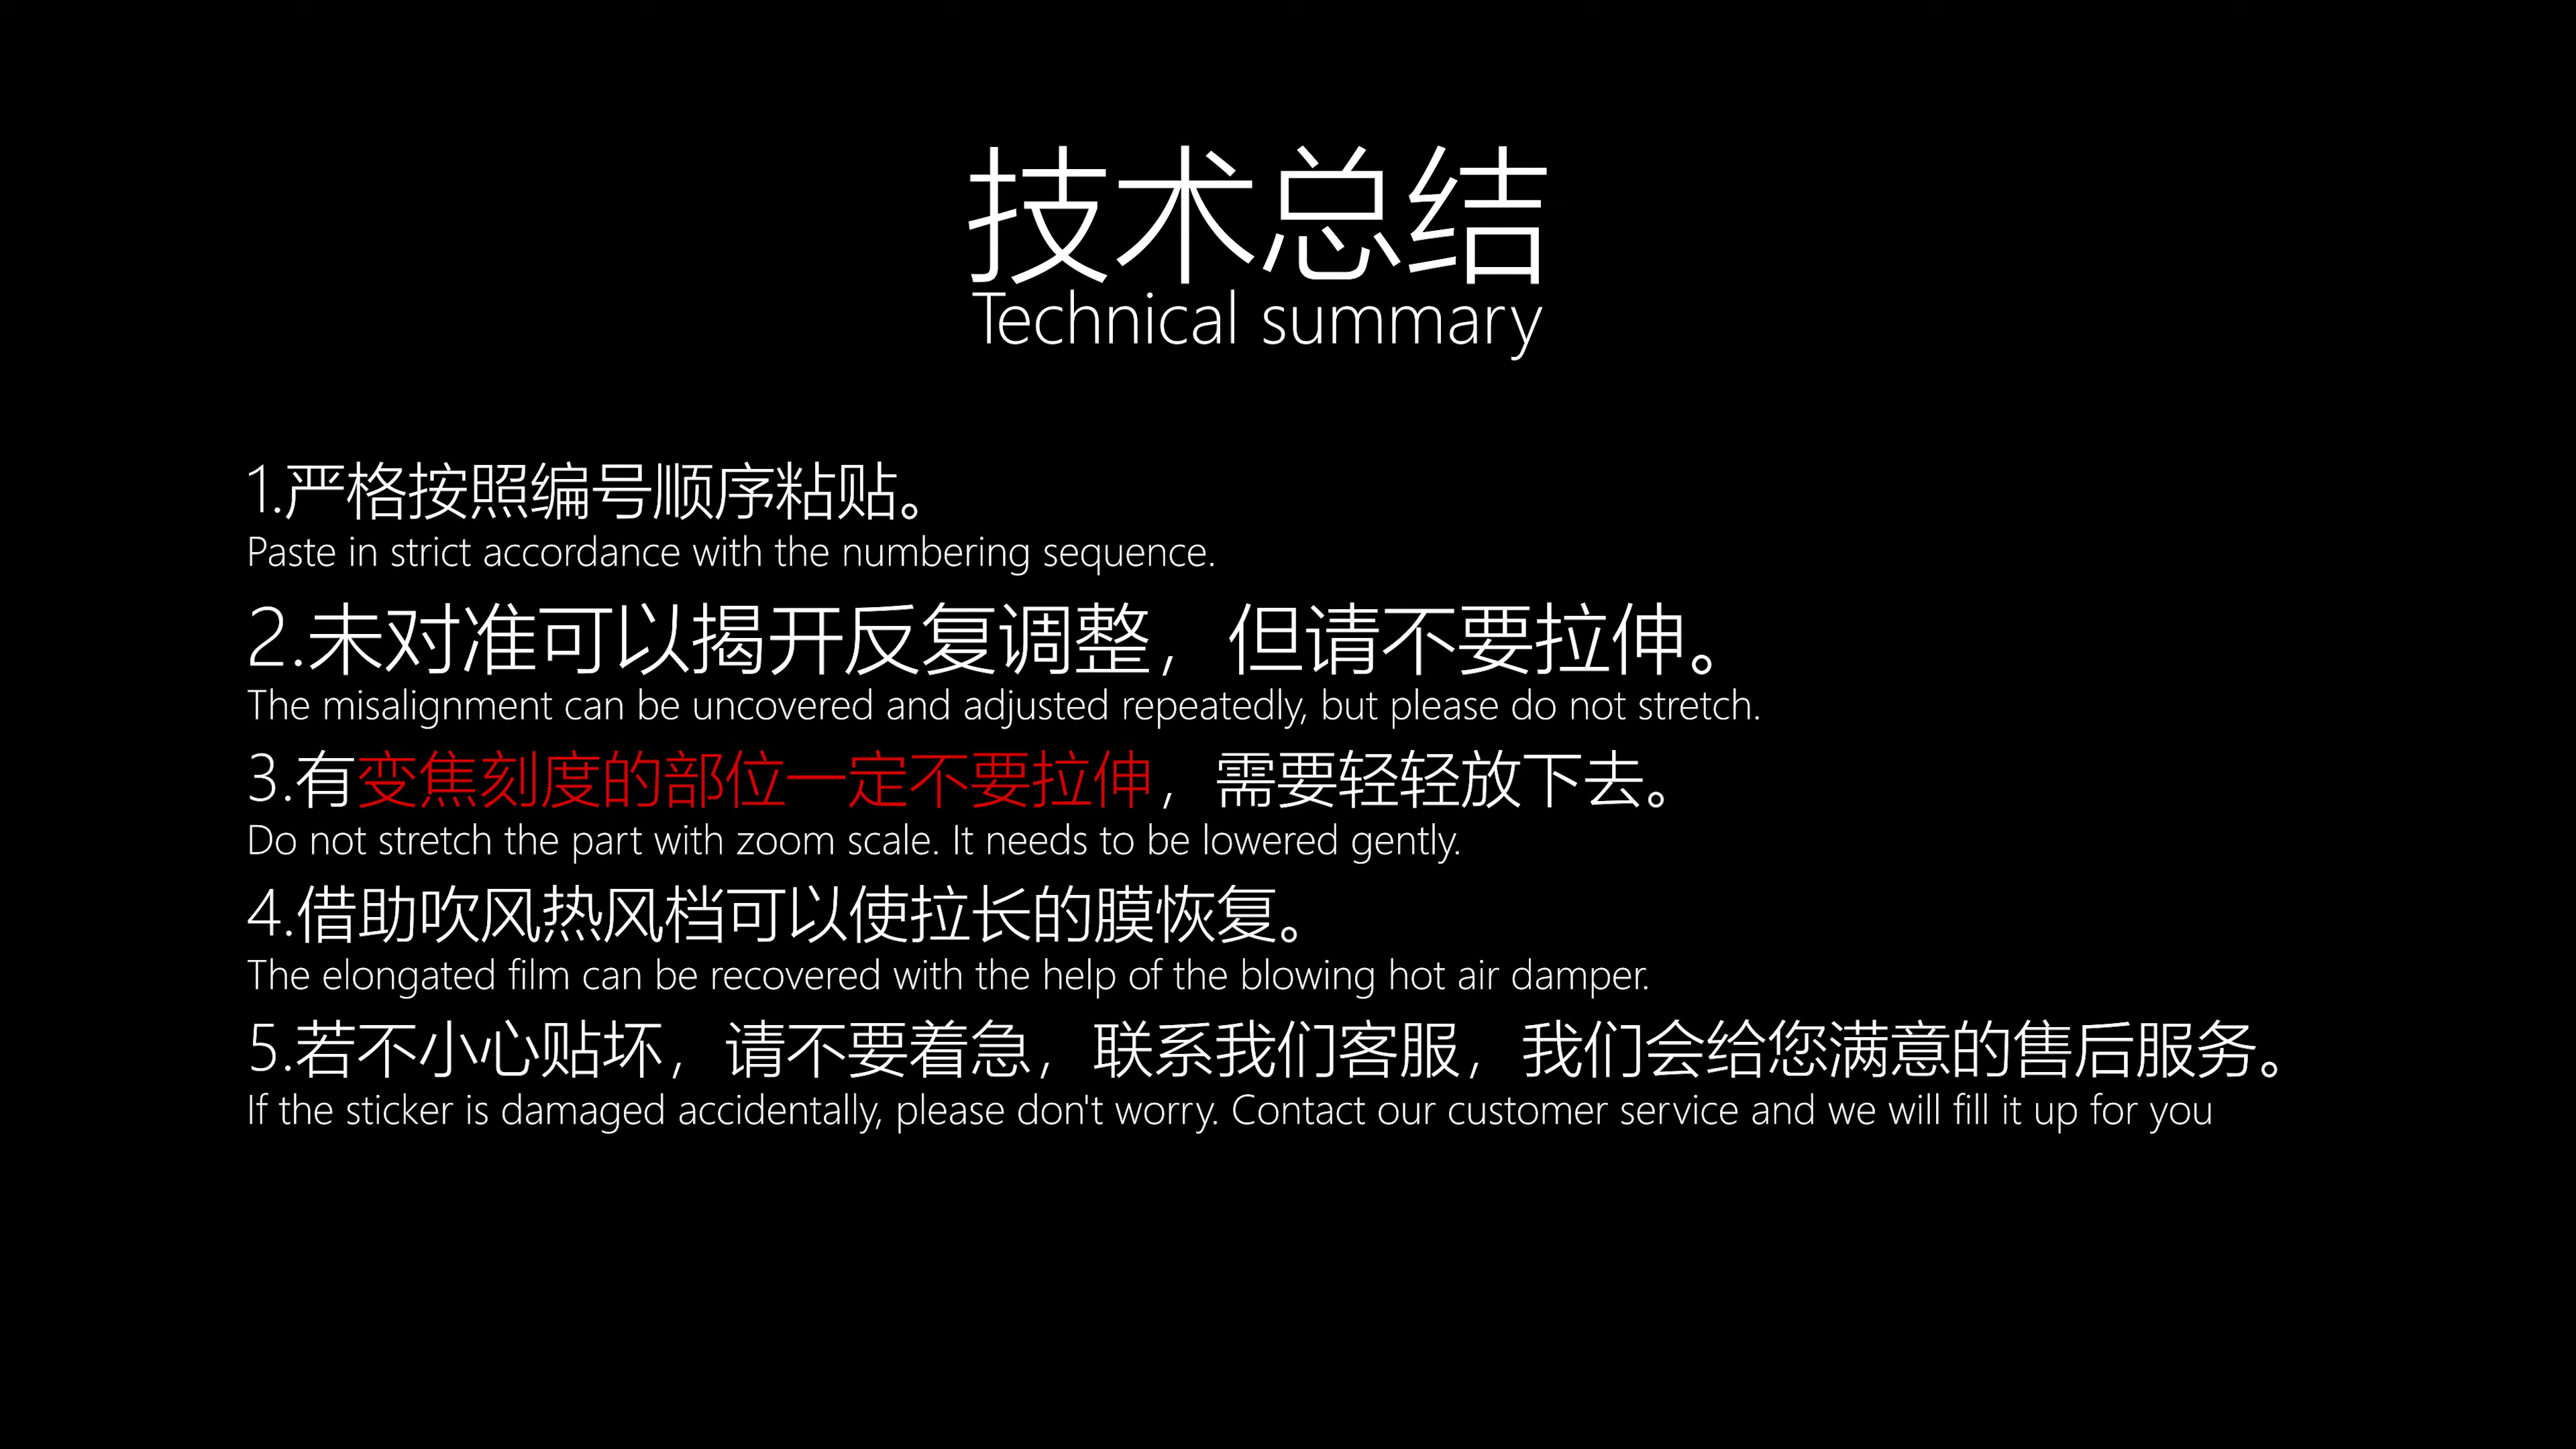 技术总结
Technical summary
1.严格按照编号顺序粘贴。
Paste in strict accordance with the numbering sequence.
2.未对准可以揭开反复调整，但请不要拉伸。
The misalignment can be uncovered and adjusted repeatedly, but please do not stretch.
3.有变焦刻度的部位一定不要拉伸，需要轻轻放下去。
Do not stretch the part with zoom scale. It needs to be lowered gently.
4.借助吹风热风档可以使拉长的膜恢复。
The elongated film can be recovered with the help of the blowing hot air damper.
5.若不小心贴坏，请不要着急，联系我们客服，我们会给您满意的售后服务。
If the sticker is damaged accidentally, please don't worry. Contact our customer service and we will fill it up for you